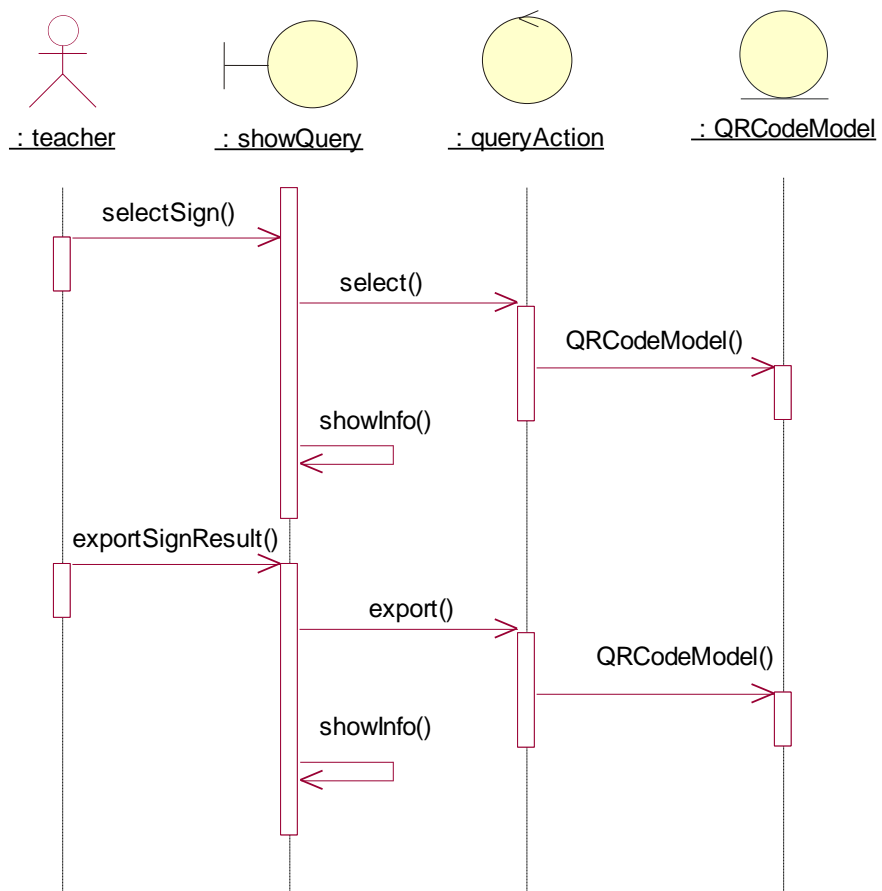 : teacher
: showQuery
: queryAction
: QRCodeModel
selectSign()
select()
QRCodeModel()
showInfo()
exportSignResult()
export()
QRCodeModel()
showInfo()